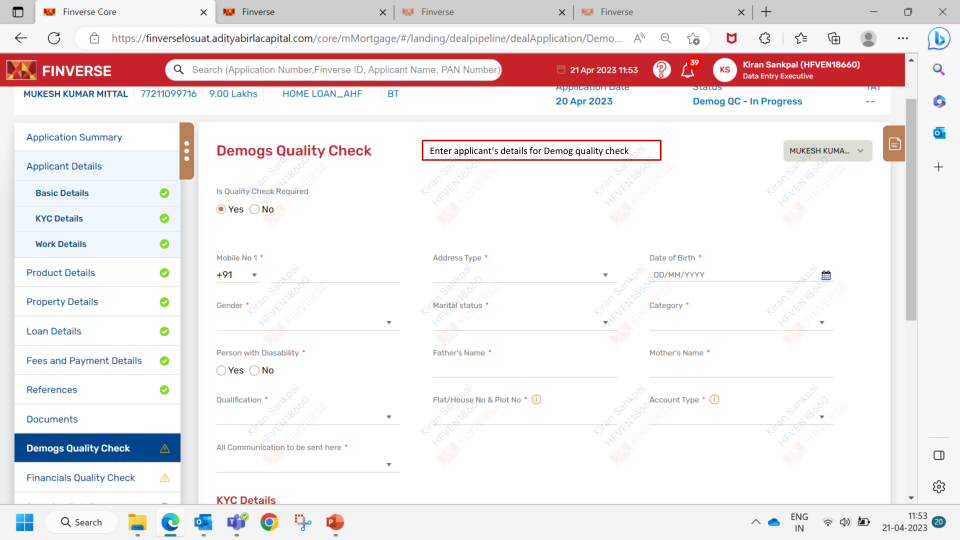 Finverse Core
Finverse
Finverse
Finverse
https://finverselosuat.adityabirlacapital.com/core/mMortgage/#/landing/dealpipeline/dealApplication/Demo...
FINVERSE
Search (Application Number,Finverse ID, Applicant Name, PAN Number)
21 Apr 2023 11:53
39
KS
Kiran Sankpal (HFVEN18660)
Data Entry Executive
MUKESH KUMAR MITTAL
77211099716
9.00 Lakhs
HOME LOAN_AHF
BT
Application Date
20 Apr 2023
Status
Demog QC - In Progress
TAT
--
Application Summary
Applicant Details
Basic Details
KYC Details
Work Details
Product Details
Property Details
Loan Details
Fees and Payment Details
References
Documents
Demogs Quality Check
Financials Quality Check
Demogs Quality Check
Enter applicant's details for Demog quality check
MUKESH KUMA...
Is Quality Check Required
Yes No
Mobile No 1 *
+91
Address Type *
Date of Birth *
DD/MM/YYYY
Gender *
Marital status *
Category *
Person with Diasability *
Yes No
Father's Name *
Mother's Name *
Qualification *
Flat/House No & Plot No *
Account Type *
All Communication to be sent here *
KYC Details
Kiran Sankpal
HFVEN18660
FINVERSE
Search
ENG
IN
11:53
21-04-2023
20